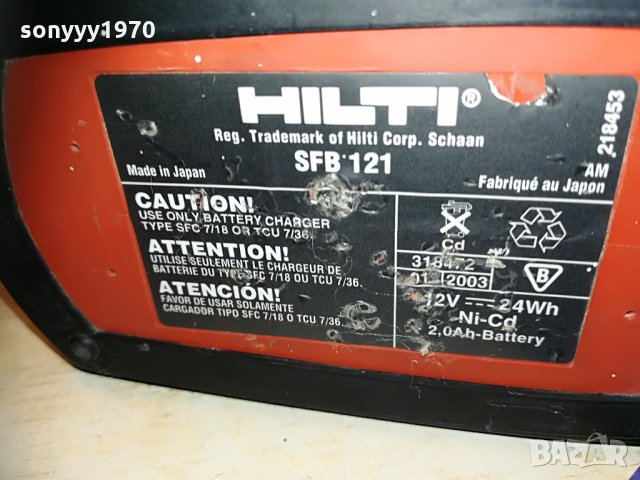 sonyyy1970
HILTI®
Reg. Trademark of Hilti Corp. Schaan
SFB 121
Made in Japan
Fabriqué au Japon
AM
218453
CAUTION!
USE ONLY BATTERY CHARGER
TYPE SFC 7/18 OR TCU 7/36.
ATTENTION!
UTILISE SEULEMENT LE CHARGEUR DE
BATTERIE DU TYPE SFC 7/18 OU TCU 7/36.
ATENCIÓN!
FAVOR DE USAR SOLAMENTE
CARGADOR TIPO SFC 7/18 O TCU 7/36.
Cd
318472
01 2003
B
12V 24Wh
Ni-Cd
2,0Ah-Battery
BAZAR